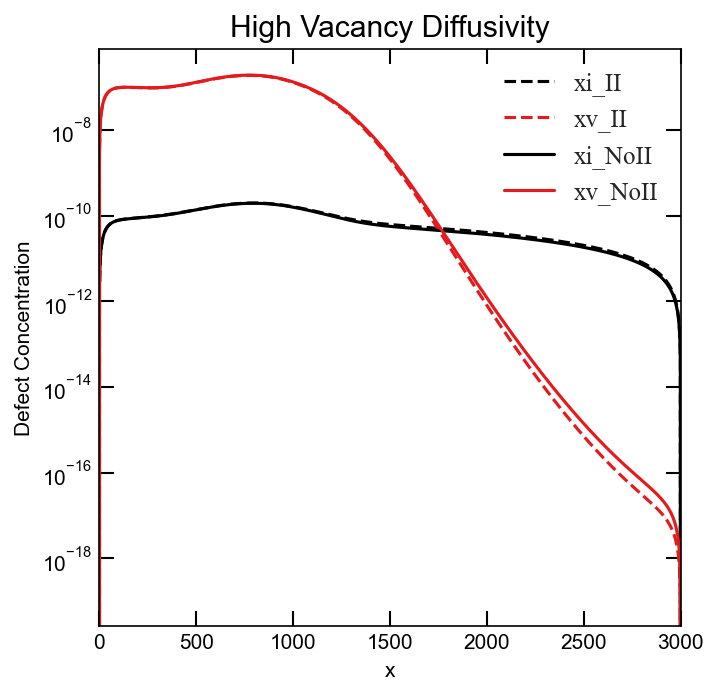 High Vacancy Diffusivity
xi_II
xv_II
xi_NoII
xv_NoII
Defect Concentration
10⁻⁸
10⁻¹⁰
10⁻¹²
10⁻¹⁴
10⁻¹⁶
10⁻¹⁸
0 500 1000 1500 2000 2500 3000
x